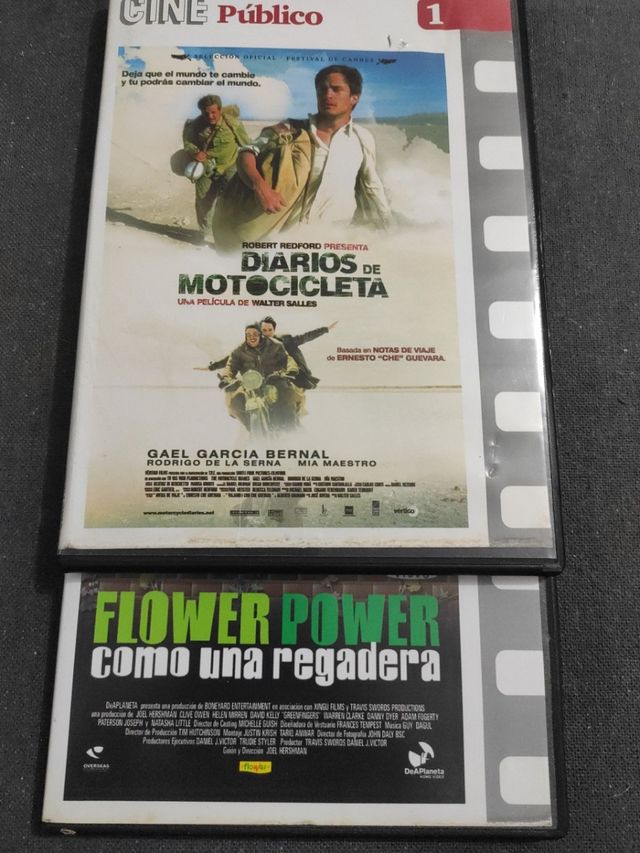 CINE Público
1
SELECCIÓN OFICIAL · FESTIVAL DE CANNES
Deja que el mundo te cambie
y tu podrás cambiar el mundo.
ROBERT REDFORD PRESENTA
DIARIOS DE
MOTOCICLETA
UNA PELÍCULA DE WALTER SALLES
Basada en NOTAS DE VIAJE
de ERNESTO "CHE" GUEVARA.
GAEL GARCIA BERNAL
RODRIGO DE LA SERNA MIA MAESTRO
www.motorcyclediaries.net
vértigo
FLOWER POWER
como una regadera
DeAPLANETA presenta una producción de BONEYARD ENTERTAINMENT en asociación con XINGU FILMS y TRAVIS SWORDS PRODUCTIONS
una producción de JOEL HERSHMAN CLIVE OWEN HELEN MIRREN DAVID KELLY "GREENFINGERS" WARREN CLARKE DANNY DYER ADAM FOGERTY
PATERSON JOSEPH y NATASHA LITTLE Director de Casting MICHELLE GUISH Diseñadora de Vestuario FRANCES TEMPEST Música GUY DAGUL
Director de Producción TIM HUTCHINSON Montaje JUSTIN KRISH TARIQ ANWAR Director de Fotografía JOHN DALY BSC
Productores Ejecutivos DANIEL J.VICTOR TRUDIE STYLER Productor TRAVIS SWORDS DANIEL J.VICTOR
Guión y Dirección JOEL HERSHMAN
OVERSEAS
flower
DeAPlaneta
HOME VIDEO